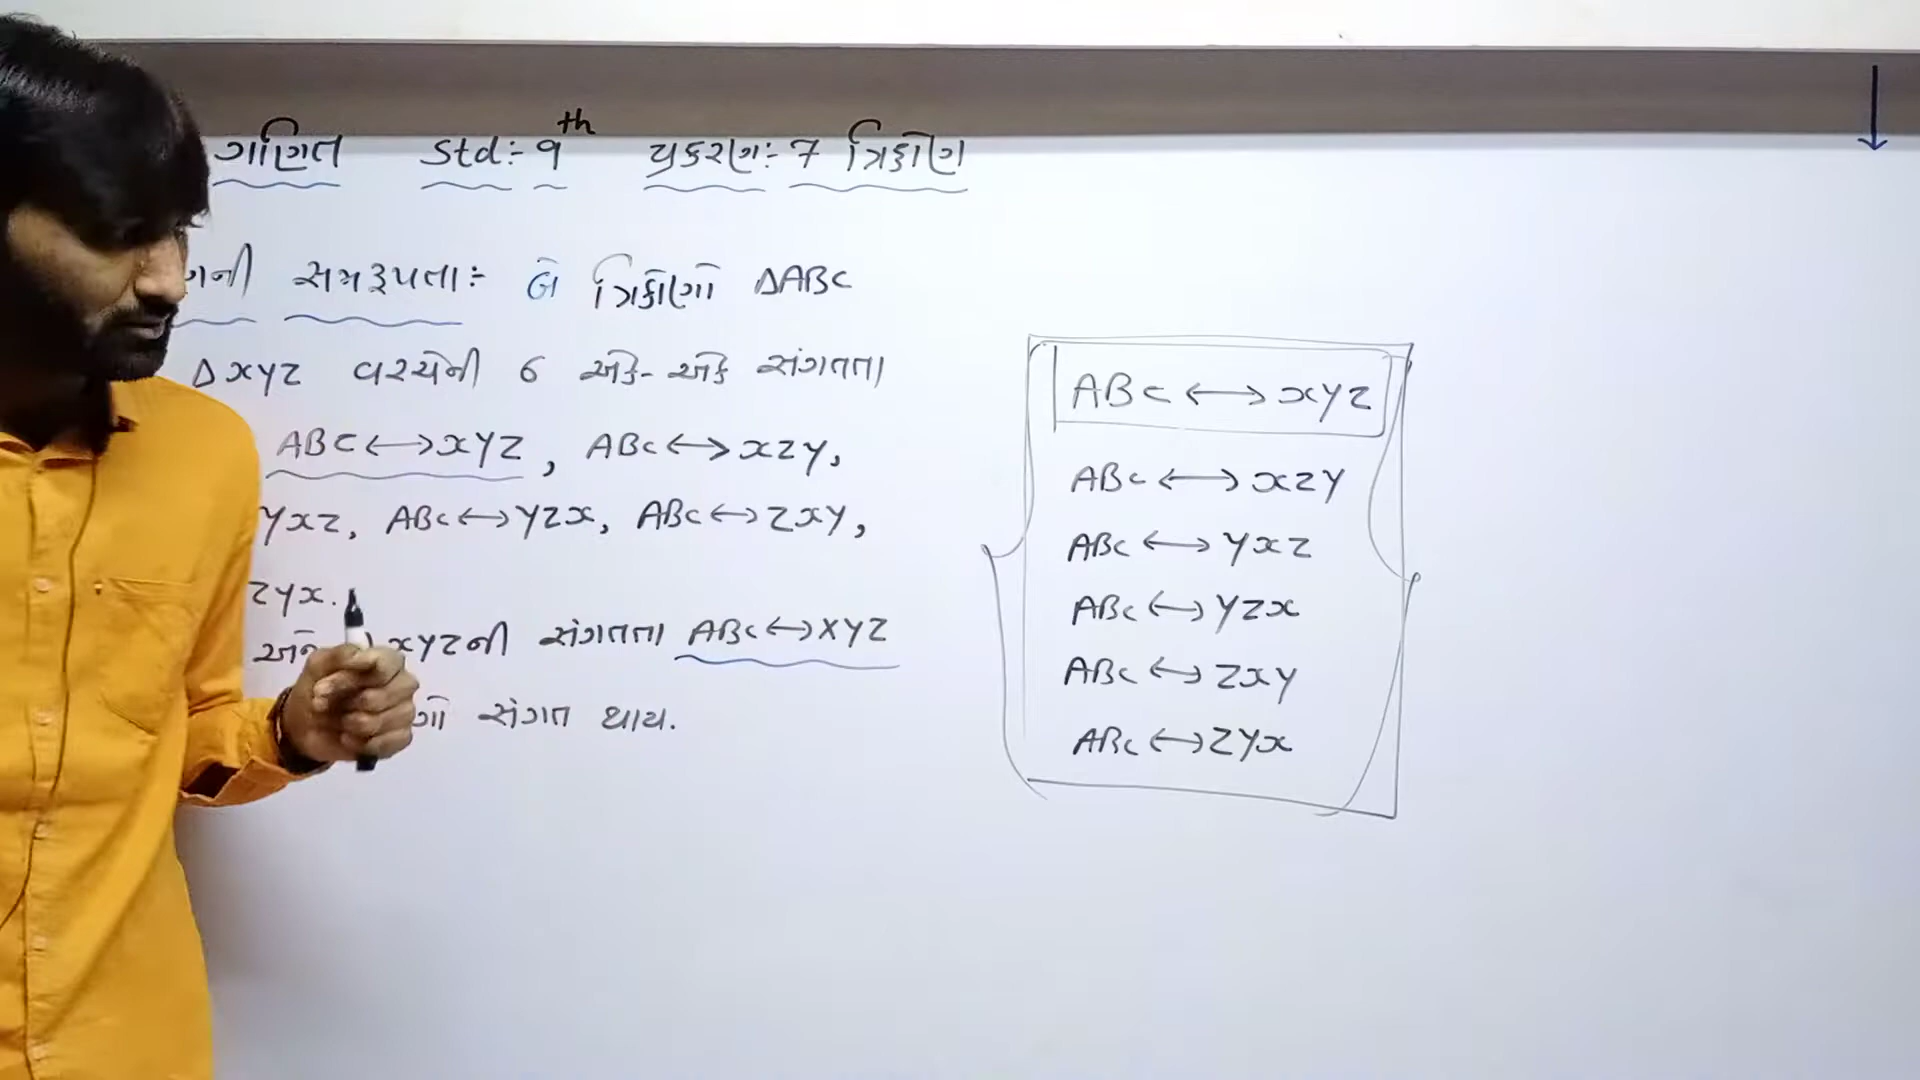 ગણિત Std:- 9th પ્રકરણ:- 7 ત્રિકોણ
સમરૂપતા:- બે ત્રિકોણો ΔABC
ΔXYZ વચ્ચેની 6 એક-એક સંગતતા
ABC↔XYZ, ABC↔XZY,
YXZ, ABC↔YZX, ABC↔ZXY,
ZYX.
XYZની સંગતતા ABC↔XYZ
સંગત થાય.
ABC↔XYZ
ABC↔XZY
ABC↔YXZ
ABC↔YZX
ABC↔ZXY
ABC↔ZYX